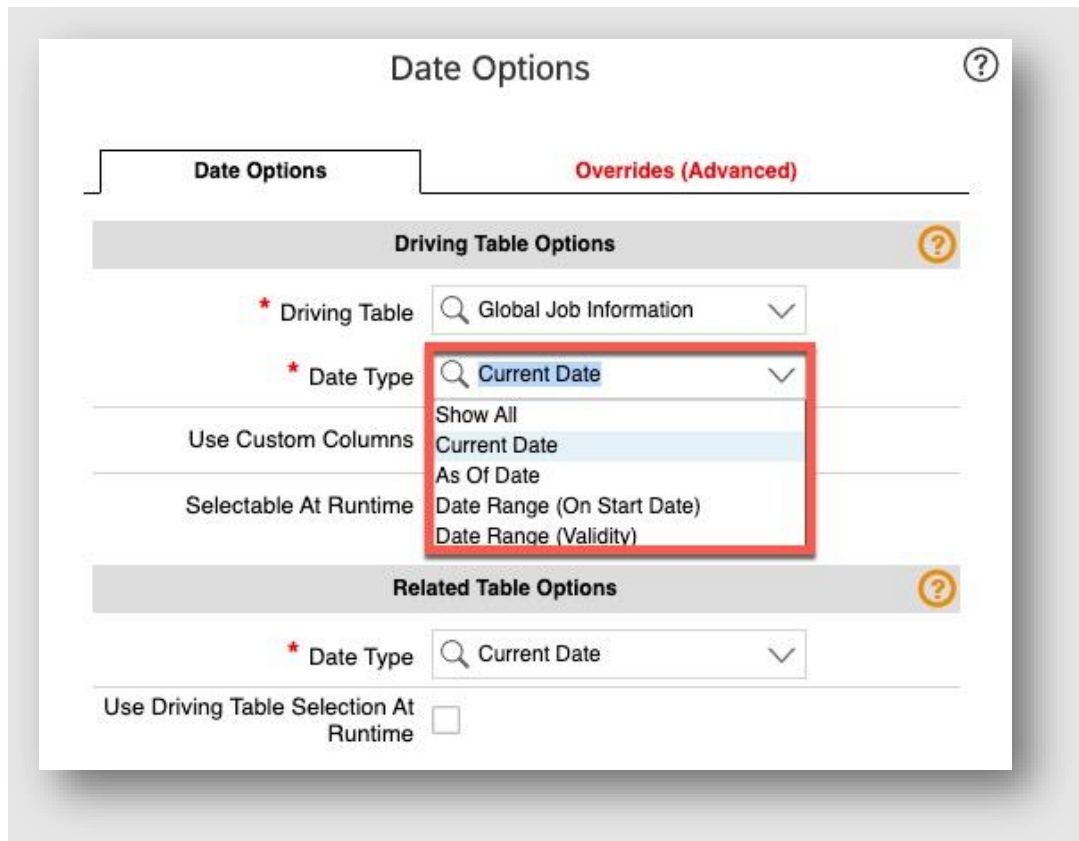 Date Options
?
Date Options
Overrides (Advanced)
Driving Table Options
?
* Driving Table
Global Job Information
* Date Type
Current Date
Show All
Use Custom Columns
Current Date
As Of Date
Selectable At Runtime
Date Range (On Start Date)
Date Range (Validity)
Related Table Options
?
* Date Type
Current Date
Use Driving Table Selection At
Runtime